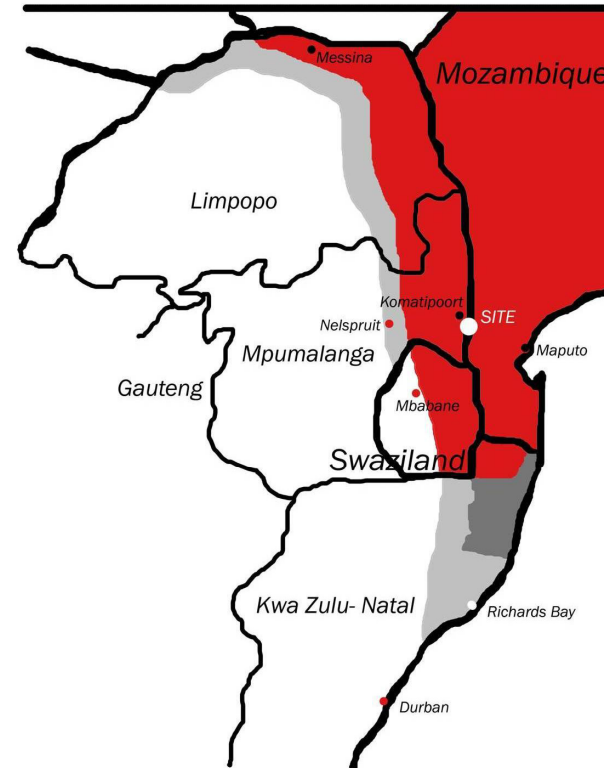 Messina
Mozambique
Limpopo
Komatipoort
SITE
Nelspruit
Mpumalanga
Maputo
Gauteng
Mbabane
Swaziland
Kwa Zulu- Natal
Richards Bay
Durban